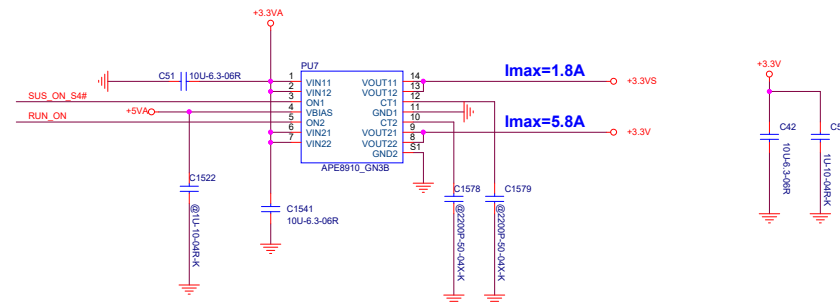 +3.3VA
PU7
C51
10U-6.3-06R
1
2
3
4
5
6
7
VIN11
VIN12
ON1
VBIAS
ON2
VIN21
VIN22
VOUT11
VOUT12
CT1
GND1
CT2
VOUT21
VOUT22
GND2
14
13
12
11
10
9
8
S1
APE8910_GN3B
SUS_ON_S4#
+5VA
RUN_ON
Imax=1.8A
+3.3VS
Imax=5.8A
+3.3V
C1522
@1U-10-04R-K
C1541
10U-6.3-06R
C1578
@2200P-50-04X-K
C1579
@2200P-50-04X-K
+3.3V
C42
10U-6.3-06R
1U-10-04R-K